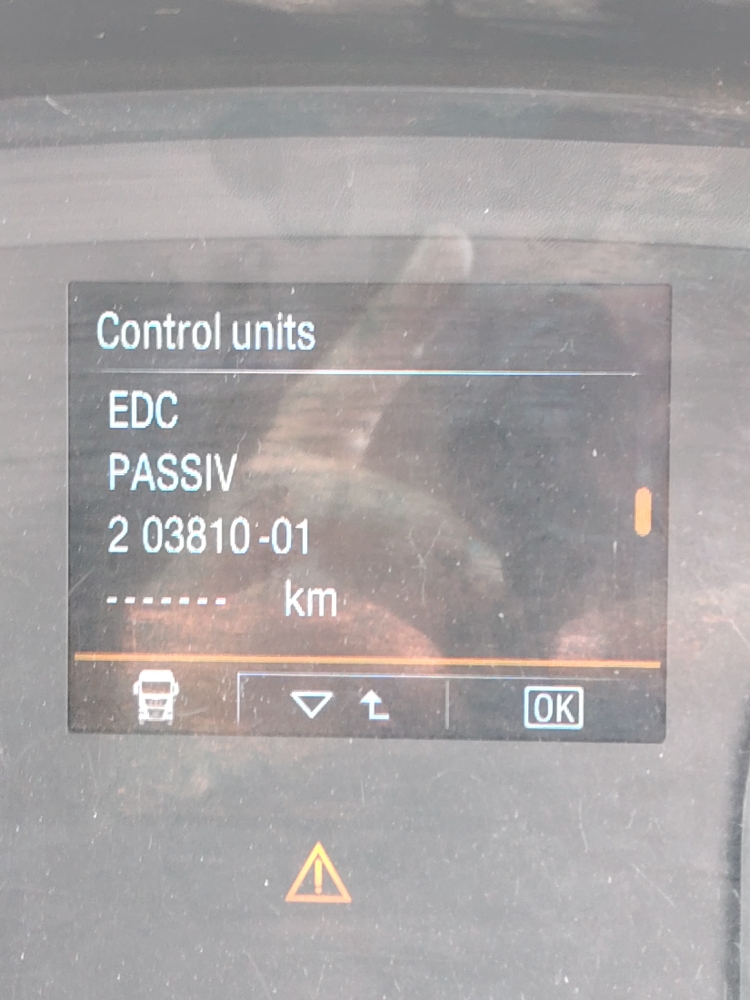 Control units
EDC
PASSIV
2 03810-01
------- km
OK